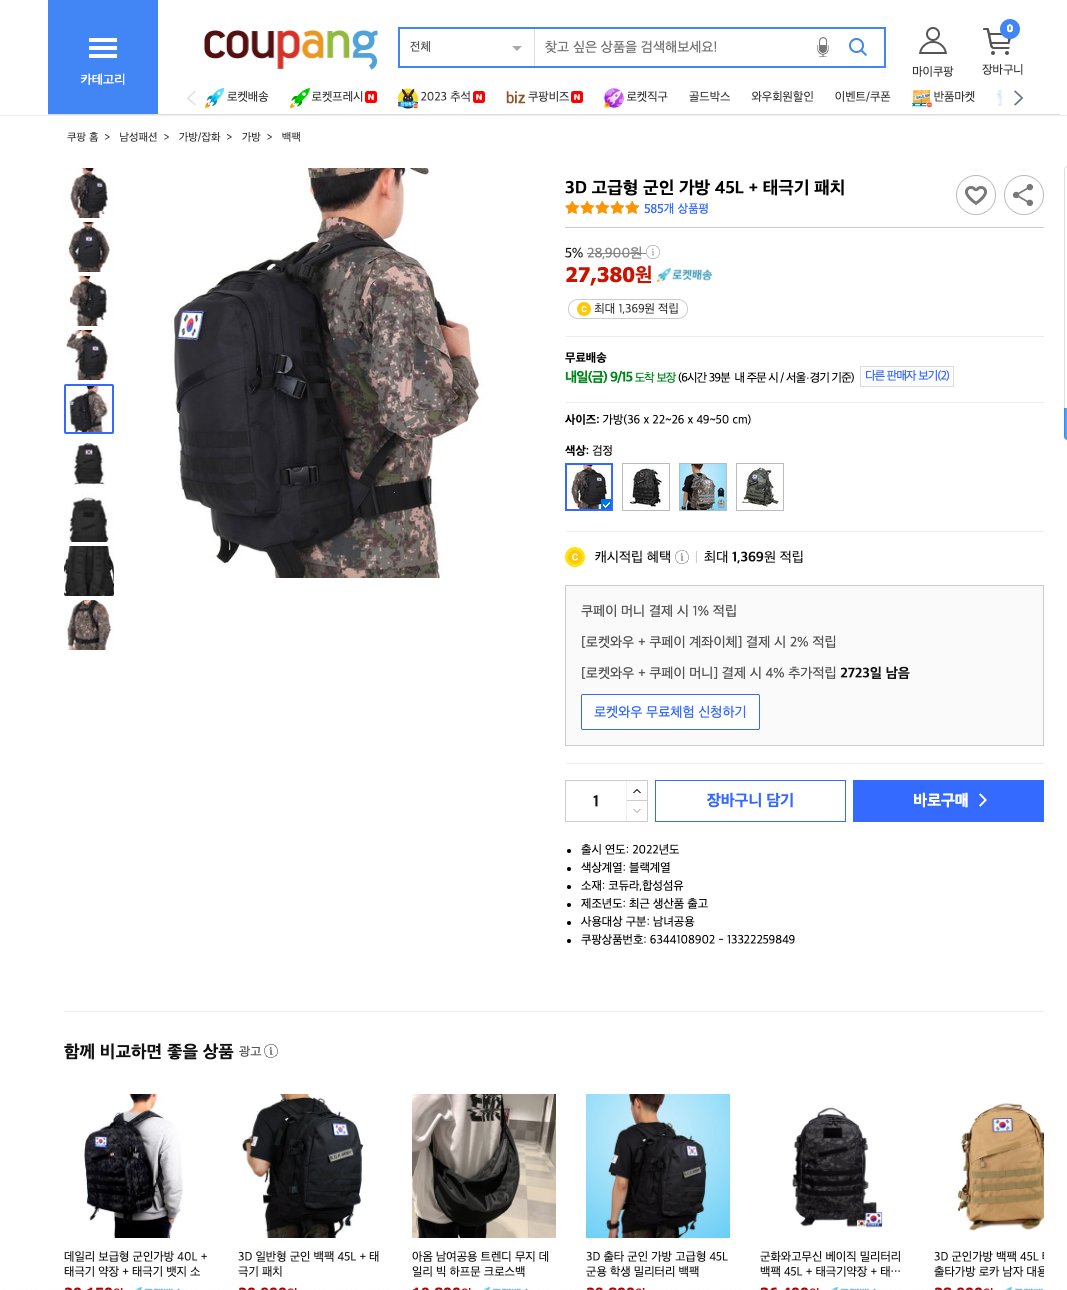 카테고리
coupang
전체
찾고 싶은 상품을 검색해보세요!
마이쿠팡
0
장바구니
로켓배송
로켓프레시 N
2023 추석 N
biz 쿠팡비즈 N
로켓직구
골드박스
와우회원할인
이벤트/쿠폰
반품마켓
쿠팡 홈 > 남성패션 > 가방/잡화 > 가방 > 백팩
3D 고급형 군인 가방 45L + 태극기 패치
585개 상품평
5% 28,900원
27,380원 로켓배송
최대 1,369원 적립
무료배송
내일(금) 9/15 도착 보장 (6시간 39분 내 주문 시 / 서울·경기 기준) 다른 판매자 보기(2)
사이즈: 가방(36 x 22~26 x 49~50 cm)
색상: 검정
캐시적립 혜택 | 최대 1,369원 적립
쿠페이 머니 결제 시 1% 적립
[로켓와우 + 쿠페이 계좌이체] 결제 시 2% 적립
[로켓와우 + 쿠페이 머니] 결제 시 4% 추가적립 2723일 남음
로켓와우 무료체험 신청하기
1
장바구니 담기
바로구매
출시 연도: 2022년도
색상계열: 블랙계열
소재: 코듀라,합성섬유
제조년도: 최근 생산품 출고
사용대상 구분: 남녀공용
쿠팡상품번호: 6344108902 - 13322259849
함께 비교하면 좋을 상품 광고
데일리 보급형 군인가방 40L +
태극기 약장 + 태극기 뱃지 소
3D 일반형 군인 백팩 45L + 태
극기 패치
아옴 남여공용 트렌디 무지 데
일리 빅 하프문 크로스백
3D 출타 군인 가방 고급형 45L
군용 학생 밀리터리 백팩
군화와고무신 베이직 밀리터리
백팩 45L + 태극기약장 + 태…
3D 군인가방 백팩 45L
출타가방 로카 남자 대용